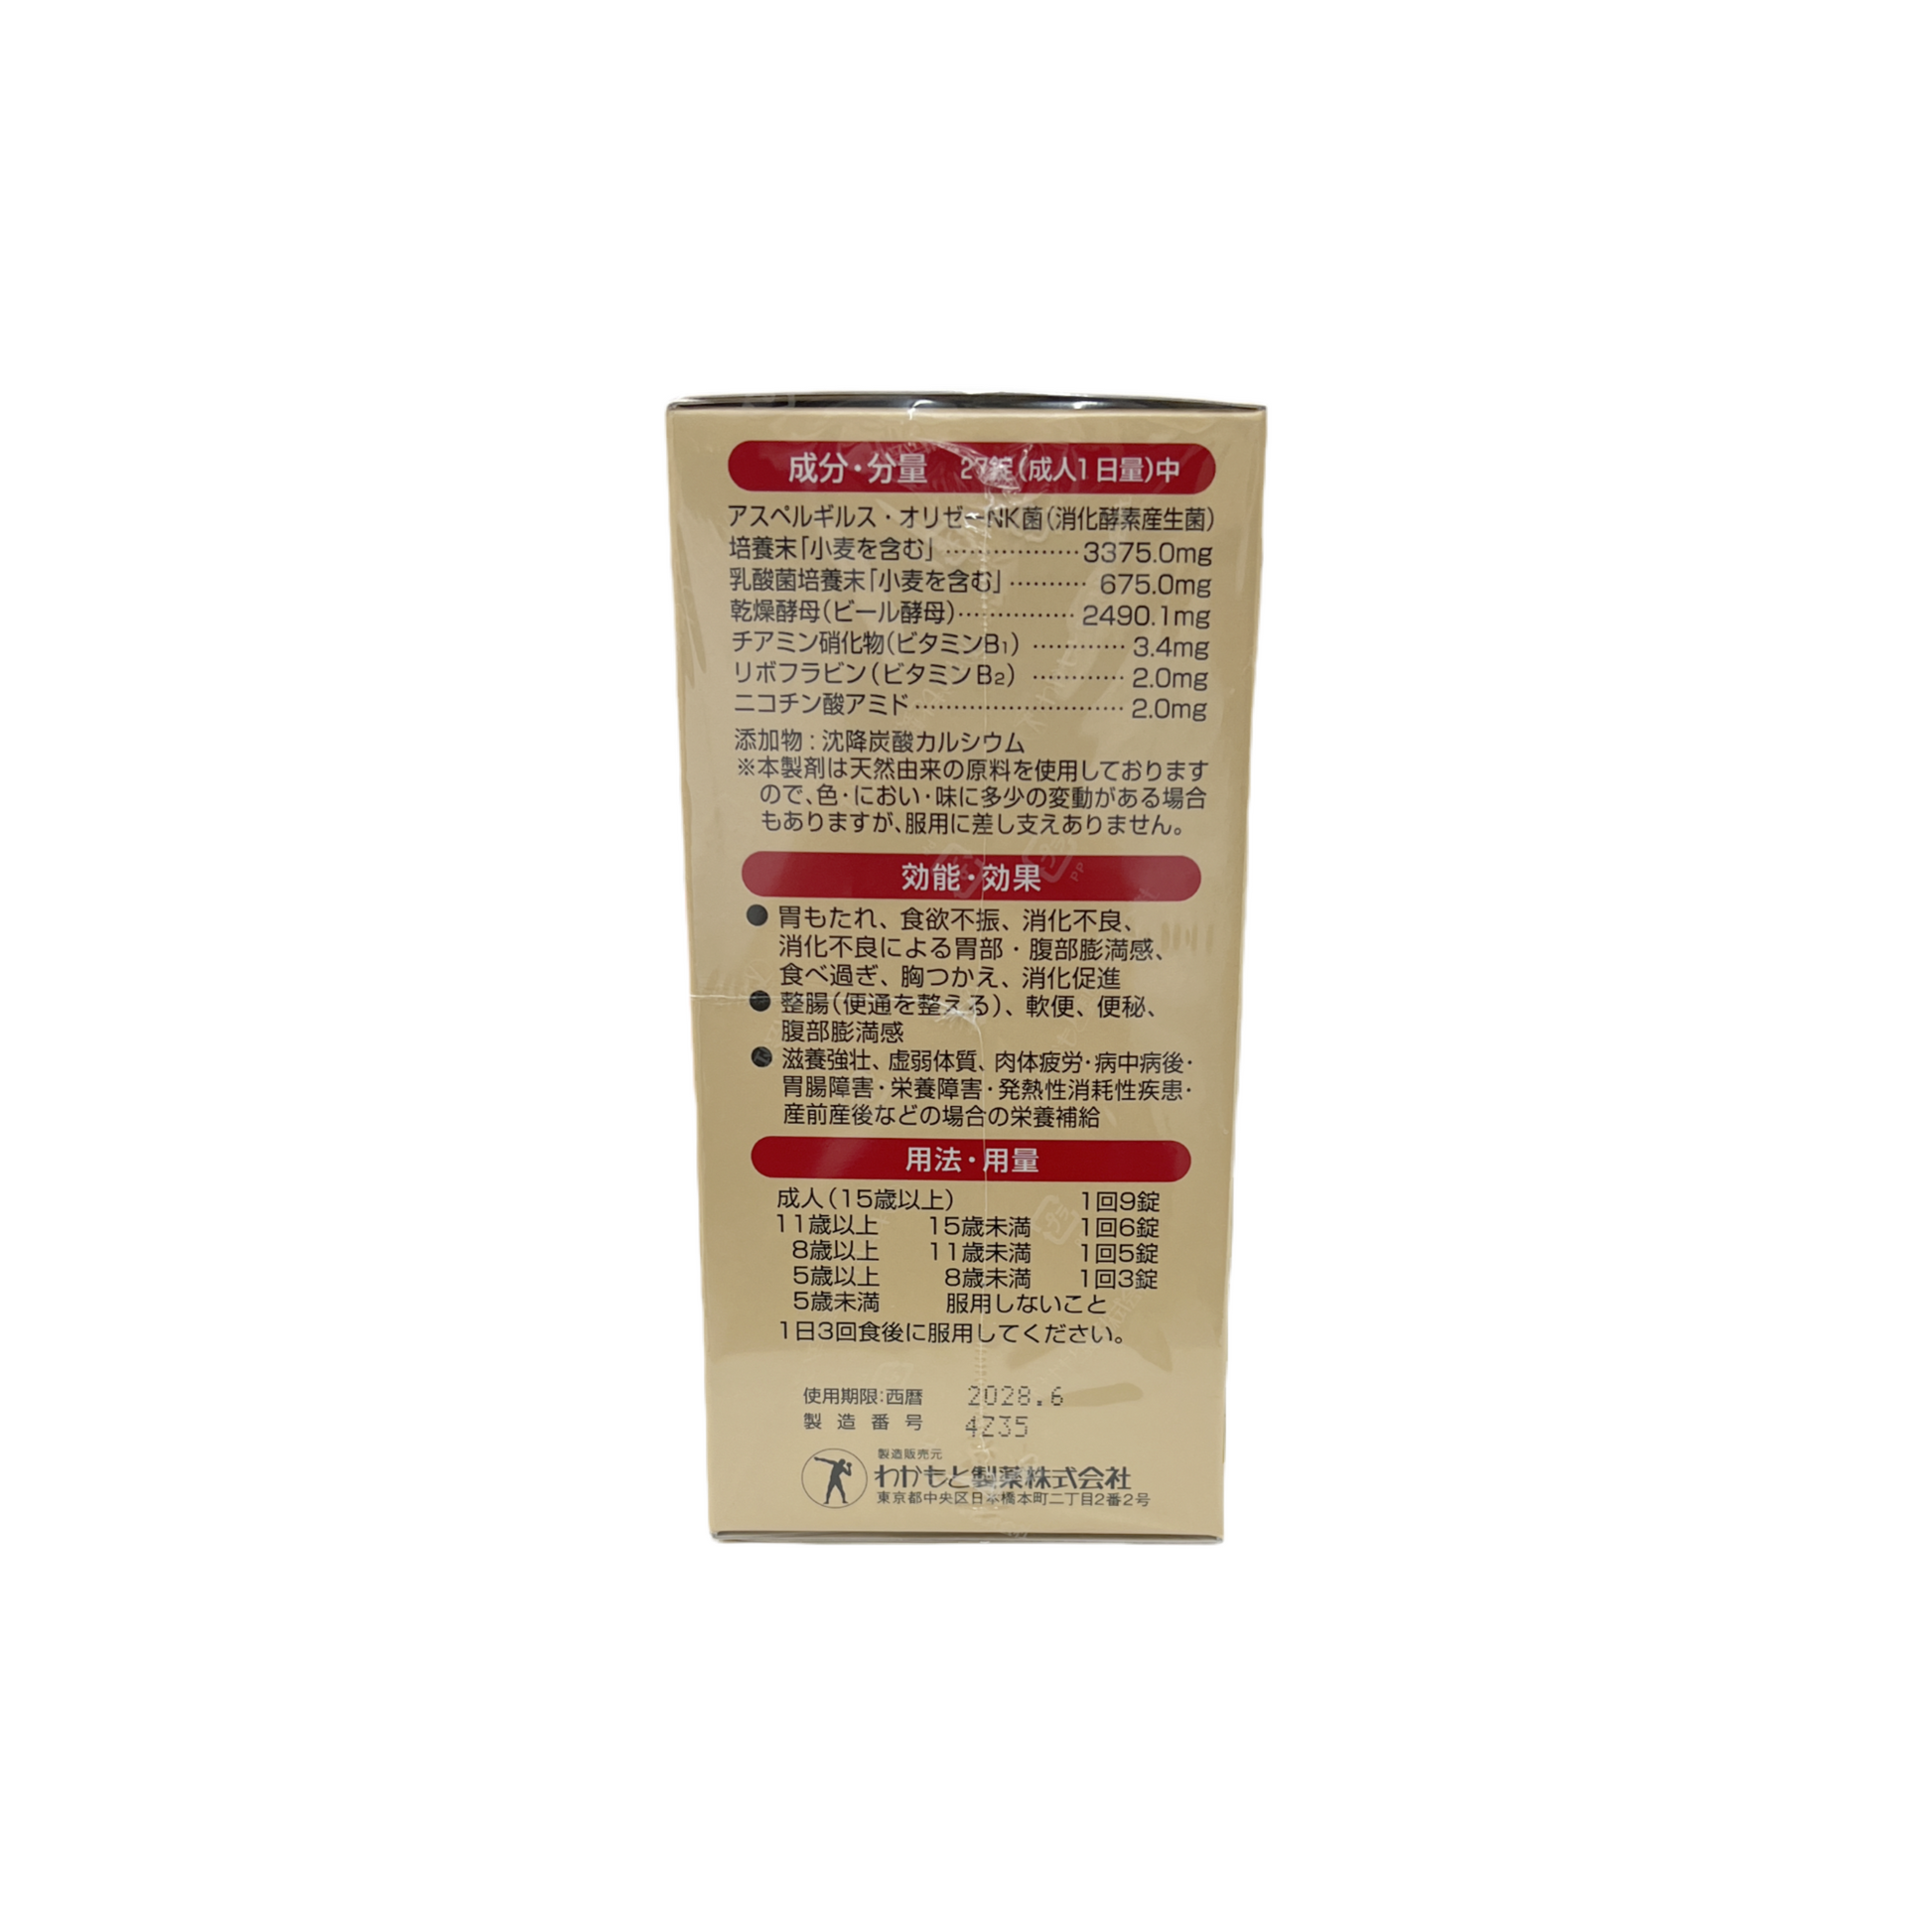 成分・分量 27錠(成人1日量)中
アスペルギルス・オリゼーNK菌(消化酵素産生菌)
培養末「小麦を含む」………………3375.0mg
乳酸菌培養末「小麦を含む」………… 675.0mg
乾燥酵母(ビール酵母)…………… 2490.1mg
チアミン硝化物(ビタミンB₁) ………… 3.4mg
リボフラビン(ビタミンB₂) ………… 2.0mg
ニコチン酸アミド……………………… 2.0mg
添加物:沈降炭酸カルシウム
※本製剤は天然由来の原料を使用しております
ので、色・におい・味に多少の変動がある場合
もありますが、服用に差し支えありません。
効能・効果
●胃もたれ、食欲不振、消化不良、
消化不良による胃部・腹部膨満感、
食べ過ぎ、胸つかえ、消化促進
●整腸(便通を整える)、軟便、便秘、
腹部膨満感
●滋養強壮、虚弱体質、肉体疲労・病中病後・
胃腸障害・栄養障害・発熱性消耗性疾患・
産前産後などの場合の栄養補給
用法・用量
成人(15歳以上) 1回9錠
11歳以上 15歳未満 1回6錠
8歳以上 11歳未満 1回5錠
5歳以上 8歳未満 1回3錠
5歳未満 服用しないこと
1日3回食後に服用してください。
使用期限:西暦 2028.6
製造番号 4Z35
製造販売元
わかもと製薬株式会社
東京都中央区日本橋本町二丁目2番2号